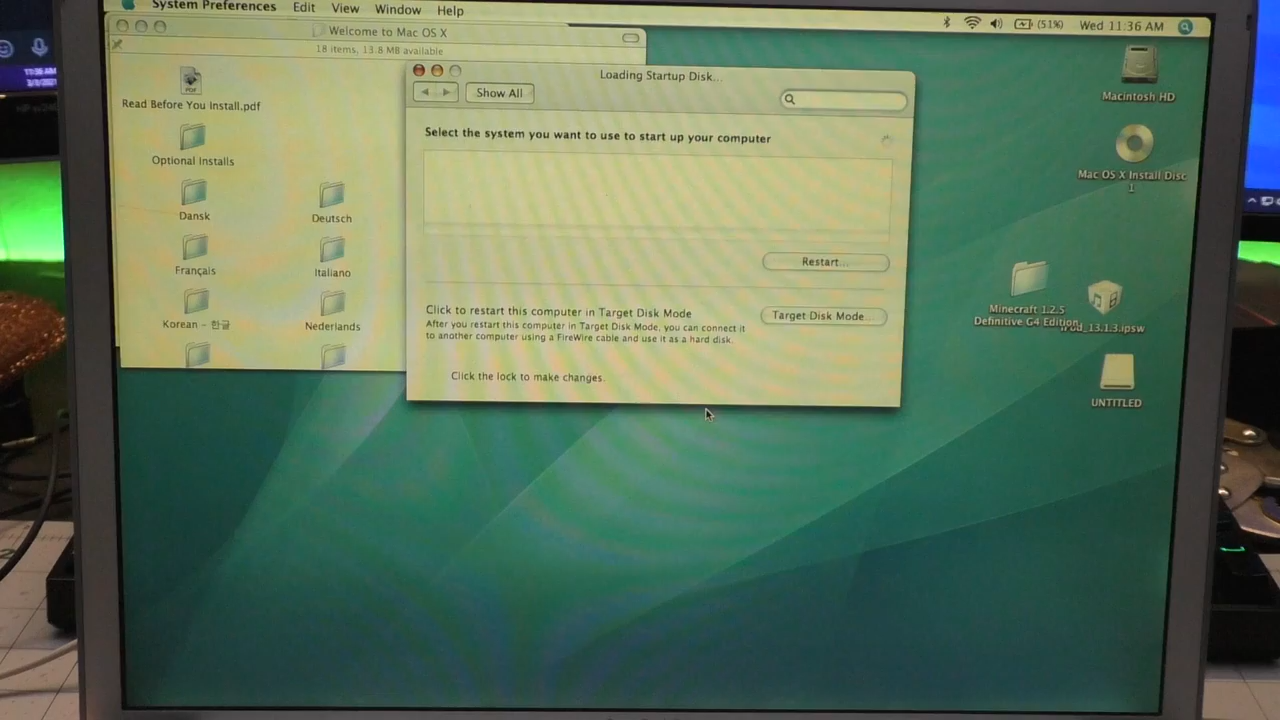 System Preferences Edit View Window Help
(51%) Wed 11:36 AM
Welcome to Mac OS X
18 items, 13.8 MB available
Read Before You Install.pdf
Optional Installs
Dansk
Deutsch
Français
Italiano
Korean - 한글
Nederlands
Loading Startup Disk...
Show All
Select the system you want to use to start up your computer
Restart...
Click to restart this computer in Target Disk Mode
Target Disk Mode...
After you restart this computer in Target Disk Mode, you can connect it
to another computer using a FireWire cable and use it as a hard disk.
Click the lock to make changes.
Macintosh HD
Mac OS X Install Disc
1
Minecraft 1.2.5
Definitive G4 Edition
_13.1.3.ipsw
UNTITLED
11:36 AM